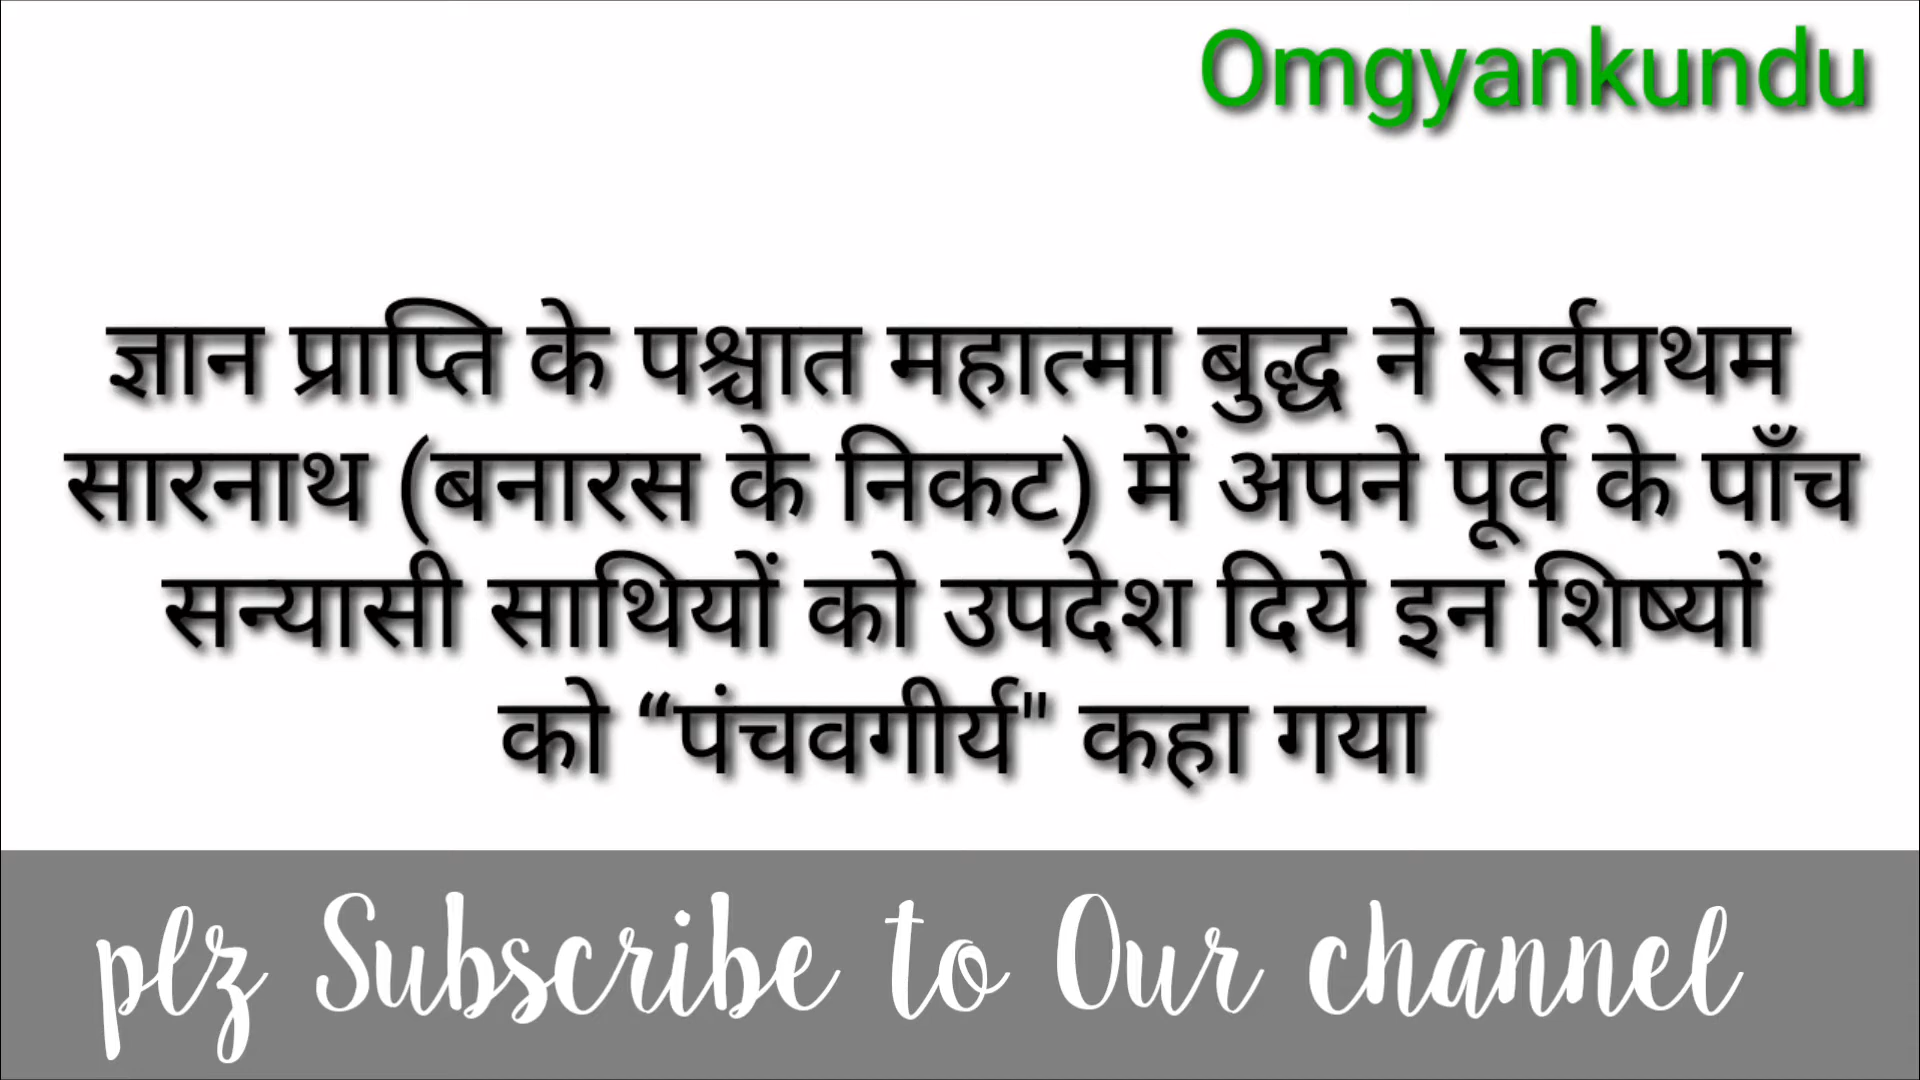 Omgyankundu
ज्ञान प्राप्ति के पश्चात महात्मा बुद्ध ने सर्वप्रथम
सारनाथ (बनारस के निकट) में अपने पूर्व के पाँच
सन्यासी साथियों को उपदेश दिये इन शिष्यों
को “पंचवगीर्य" कहा गया
plz Subscribe to Our channel